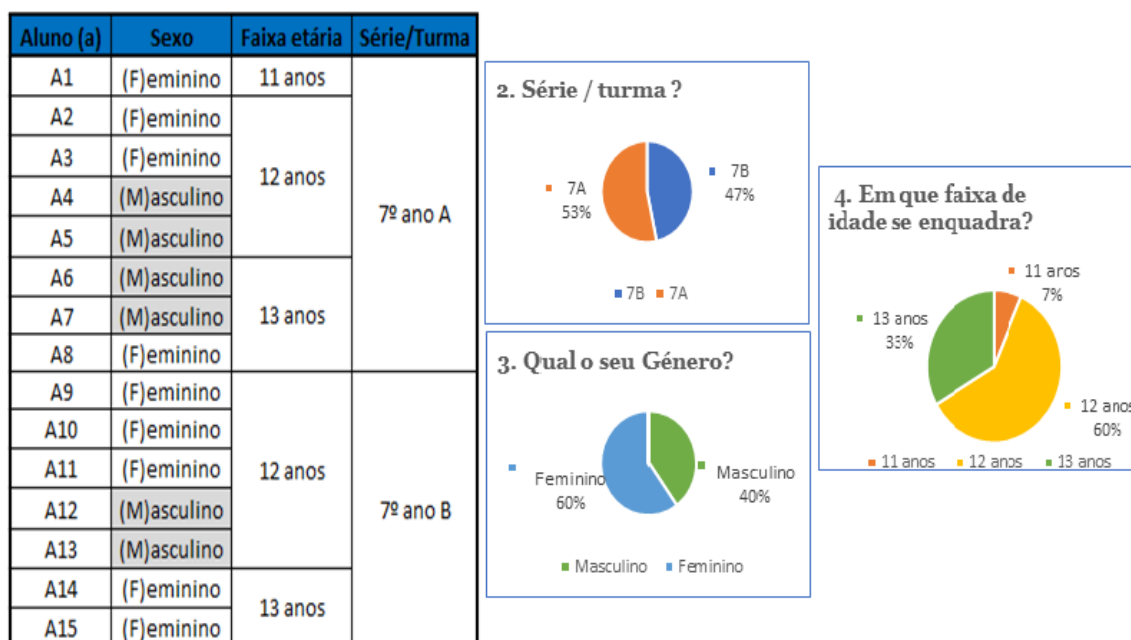 Aluno (a) Sexo Faixa etária Série/Turma
A1 (F)eminino 11 anos
A2 (F)eminino
A3 (F)eminino
12 anos
A4 (M)asculino
7º ano A
A5 (M)asculino
A6 (M)asculino
A7 (M)asculino 13 anos
A8 (F)eminino
A9 (F)eminino
A10 (F)eminino
A11 (F)eminino 12 anos
A12 (M)asculino 7º ano B
A13 (M)asculino
A14 (F)eminino
13 anos
A15 (F)eminino
2. Série / turma ?
7B
47%
7A
53%
7B 7A
3. Qual o seu Género?
Feminino
60%
Masculino
40%
Masculino Feminino
4. Em que faixa de
idade se enquadra?
11 aros
7%
13 anos
33%
12 anos
60%
11 anos 12 anos 13 anos